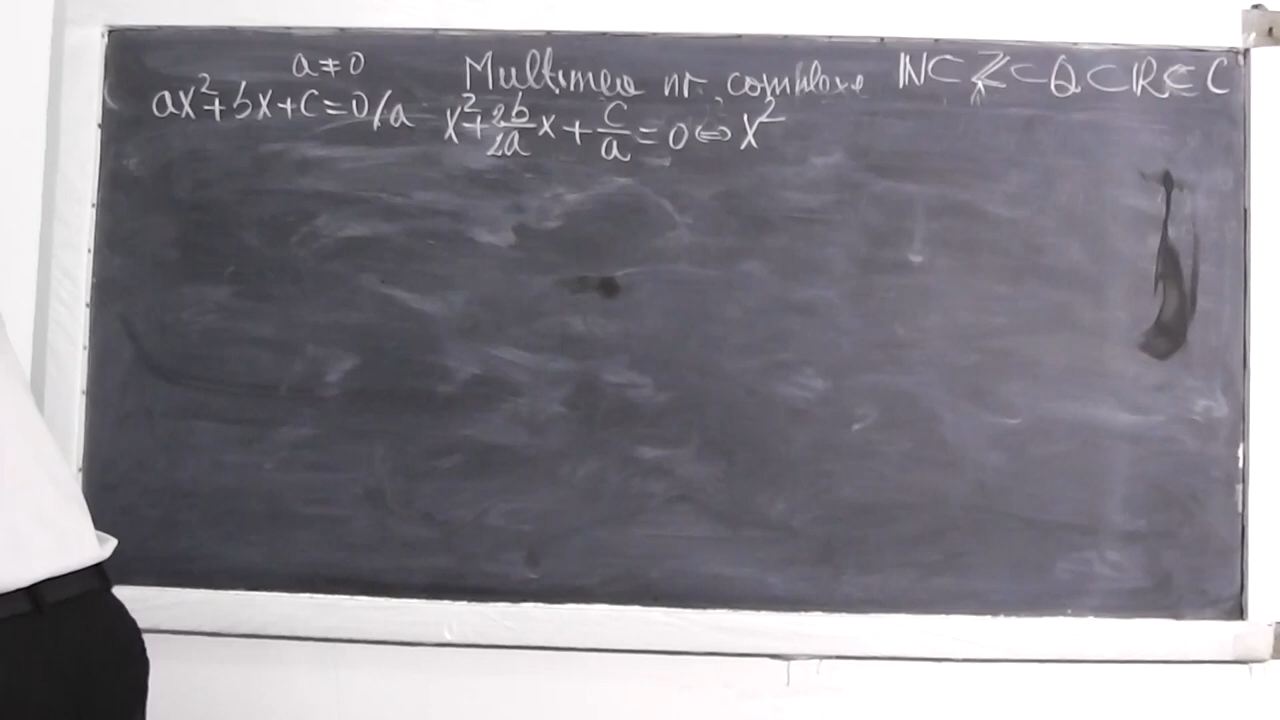 a≠0 Multimea nr. complexe ℕ⊂ℤ⊂Q⊂ℝ⊂C
ax²+bx+c=0/a x²+2b/2a x+c/a=0⇔x²